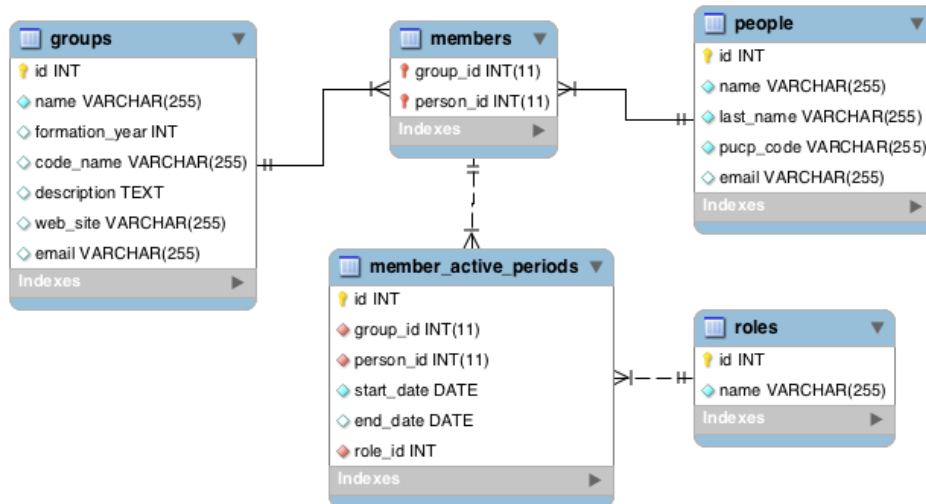 groups
id INT
name VARCHAR(255)
formation_year INT
code_name VARCHAR(255)
description TEXT
web_site VARCHAR(255)
email VARCHAR(255)
Indexes
members
group_id INT(11)
person_id INT(11)
Indexes
people
id INT
name VARCHAR(255)
last_name VARCHAR(255)
pucp_code VARCHAR(255)
email VARCHAR(255)
Indexes
member_active_periods
id INT
group_id INT(11)
person_id INT(11)
start_date DATE
end_date DATE
role_id INT
Indexes
roles
id INT
name VARCHAR(255)
Indexes